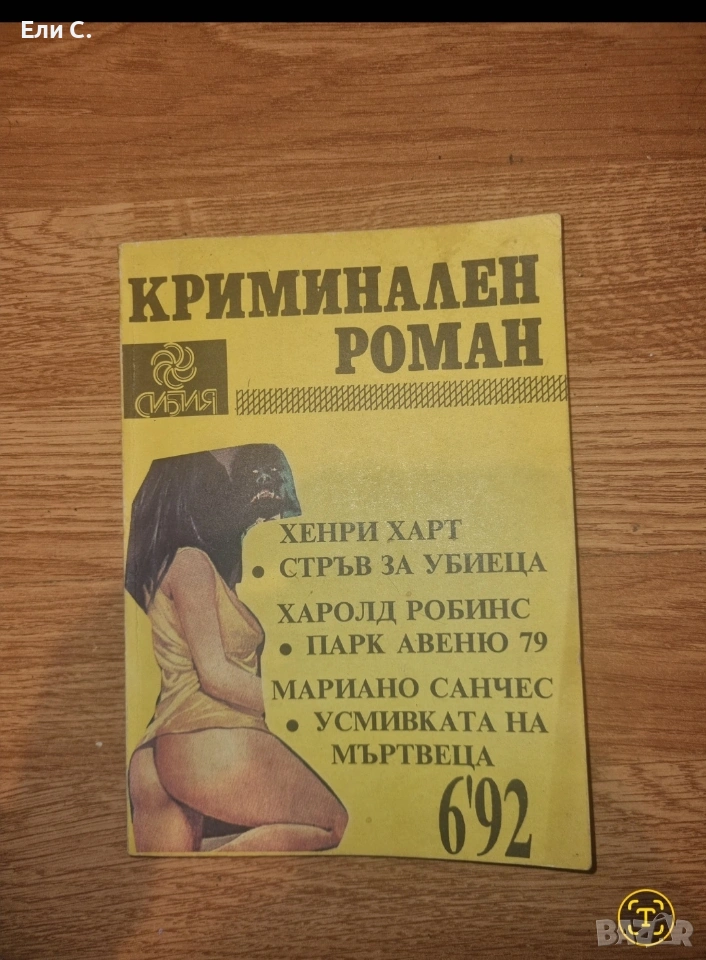 Ели С.
КРИМИНАЛЕН
РОМАН
СИБИЯ
ХЕНРИ ХАРТ
• СТРЪВ ЗА УБИЕЦА
ХАРОЛД РОБИНС
• ПАРК АВЕНЮ 79
МАРИАНО САНЧЕС
• УСМИВКАТА НА
МЪРТВЕЦА
6'92
T
BAZAR